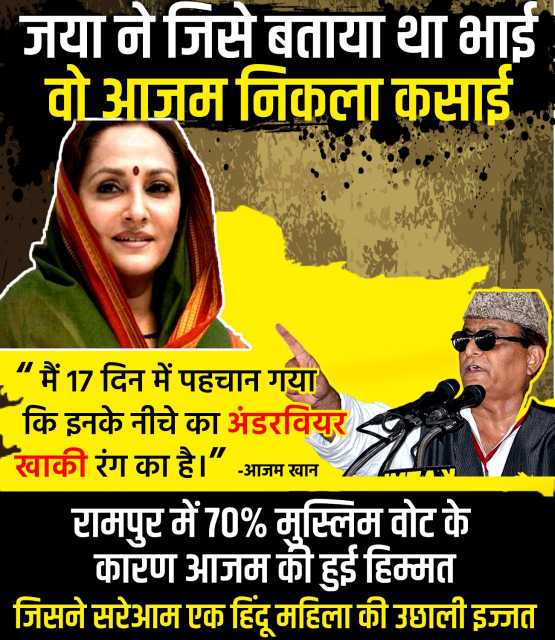 जया ने जिसे बताया था भाई
वो आजम निकला कसाई
“ मैं 17 दिन में पहचान गया
कि इनके नीचे का अंडरवियर
खाकी रंग का है।” -आजम खान
रामपुर में 70% मुस्लिम वोट के
कारण आजम की हुई हिम्मत
जिसने सरेआम एक हिंदू महिला की उछाली इज्जत